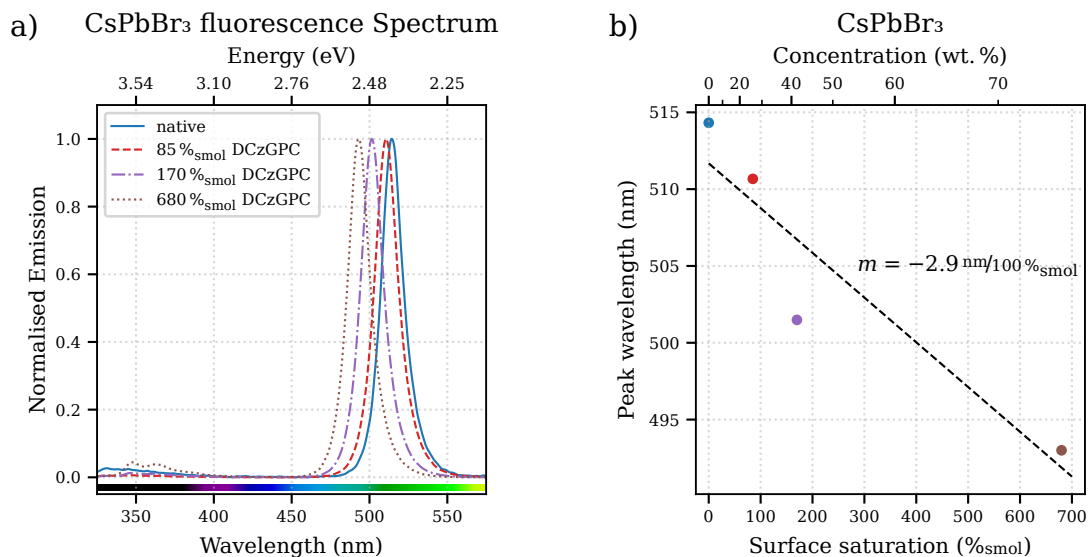 a)
CsPbBr₃ fluorescence Spectrum
Energy (eV)
3.54 3.10 2.76 2.48 2.25
native
85 %smol DCzGPC
170 %smol DCzGPC
680 %smol DCzGPC
Normalised Emission
1.0
0.8
0.6
0.4
0.2
0.0
350 400 450 500 550
Wavelength (nm)
b)
CsPbBr₃
Concentration (wt. %)
0 20 40 50 60 70
Peak wavelength (nm)
515
510
505
500
495
m = −2.9 nm/100 %smol
0 100 200 300 400 500 600 700
Surface saturation (%smol)